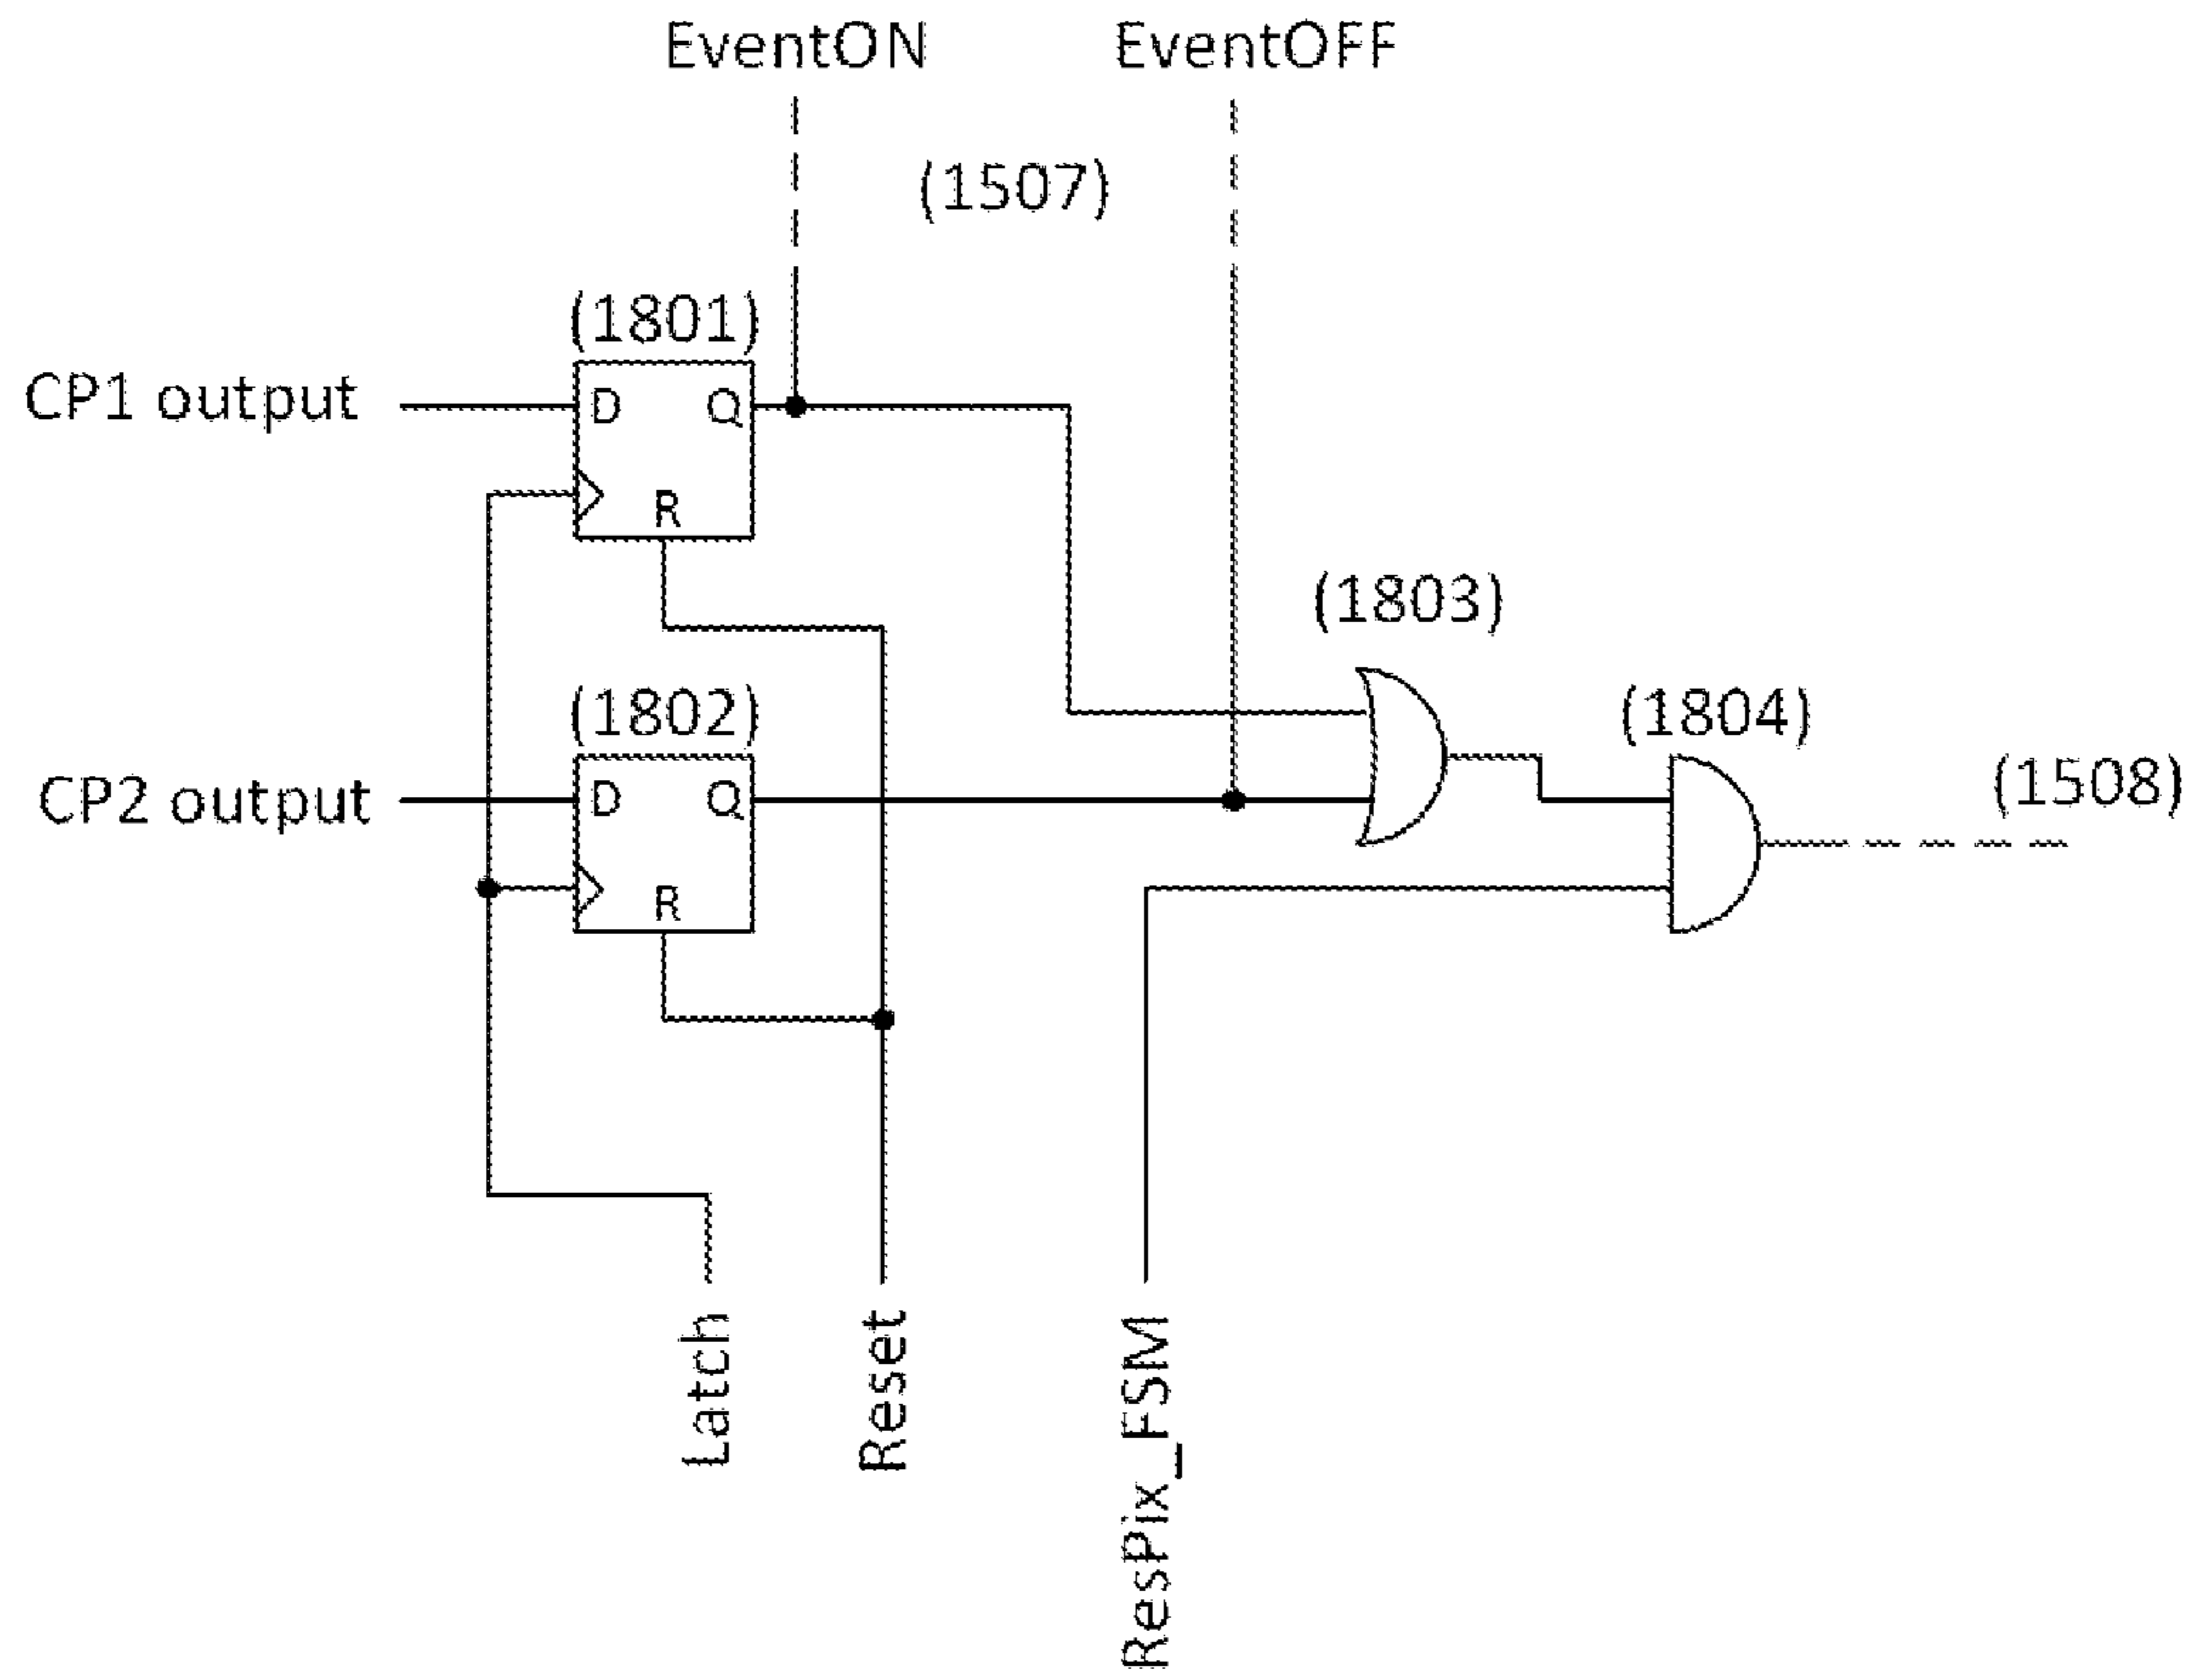 EventON
EventOFF
(1507)
(1801)
CP1 output
D
Q
R
(1803)
(1802)
(1804)
CP2 output
D
Q
(1508)
R
Latch
Reset
ResPix_FSM